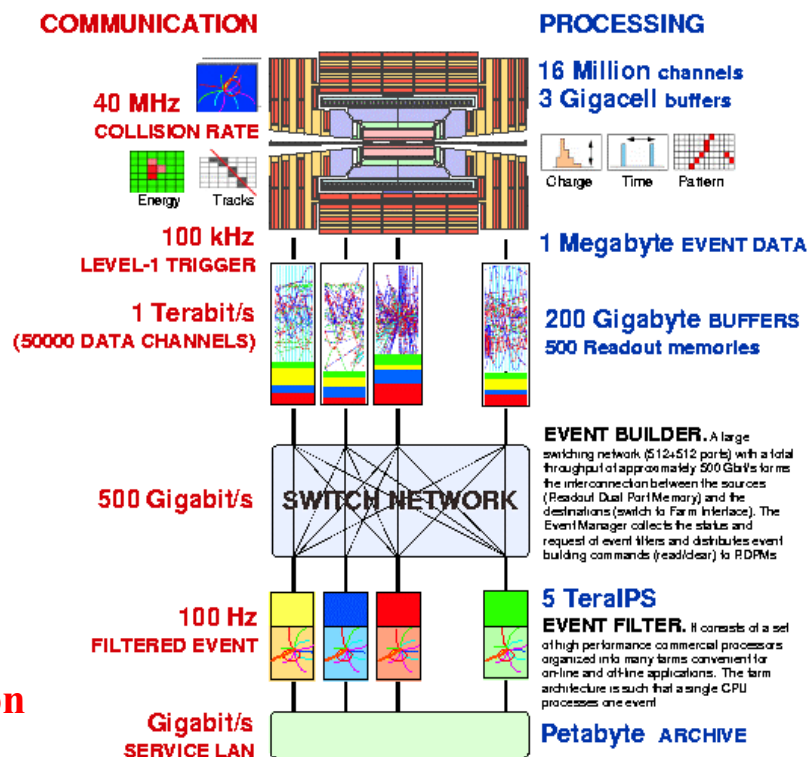 COMMUNICATION
PROCESSING
40 MHz
COLLISION RATE
16 Million channels
3 Gigacell buffers
Energy
Tracks
Charge
Time
Pattern
100 kHz
LEVEL-1 TRIGGER
1 Megabyte EVENT DATA
1 Terabit/s
(50000 DATA CHANNELS)
200 Gigabyte BUFFERS
500 Readout memories
EVENT BUILDER. A large
switching network (512+512 ports) with a total
throughput of approximately 500 Gbit/s forms
the interconnection between the sources
(Readout Dual Port Memory) and the
destinations (switch to Farm Interface). The
Event Manager collects the status and
request of event filters and distributes event
building commands (read/clear) to RDPMs
500 Gigabit/s
SWITCH NETWORK
100 Hz
FILTERED EVENT
5 TeraIPS
EVENT FILTER. It consists of a set
of high performance commercial processors
organized into many farms convenient for
on-line and off-line applications. The farm
architecture is such that a single CPU
processes one event
on
Gigabit/s
SERVICE LAN
Petabyte ARCHIVE